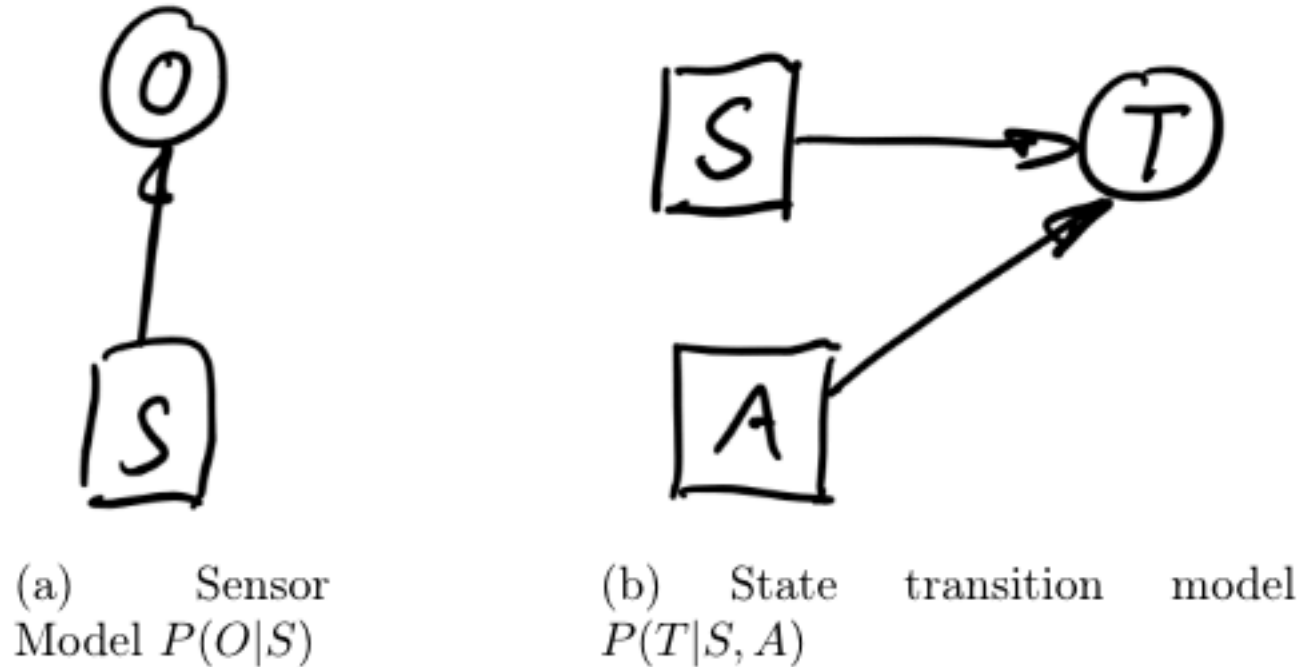 O
S
(a) Sensor
Model P(O|S)
S
T
A
(b) State transition model
P(T|S, A)